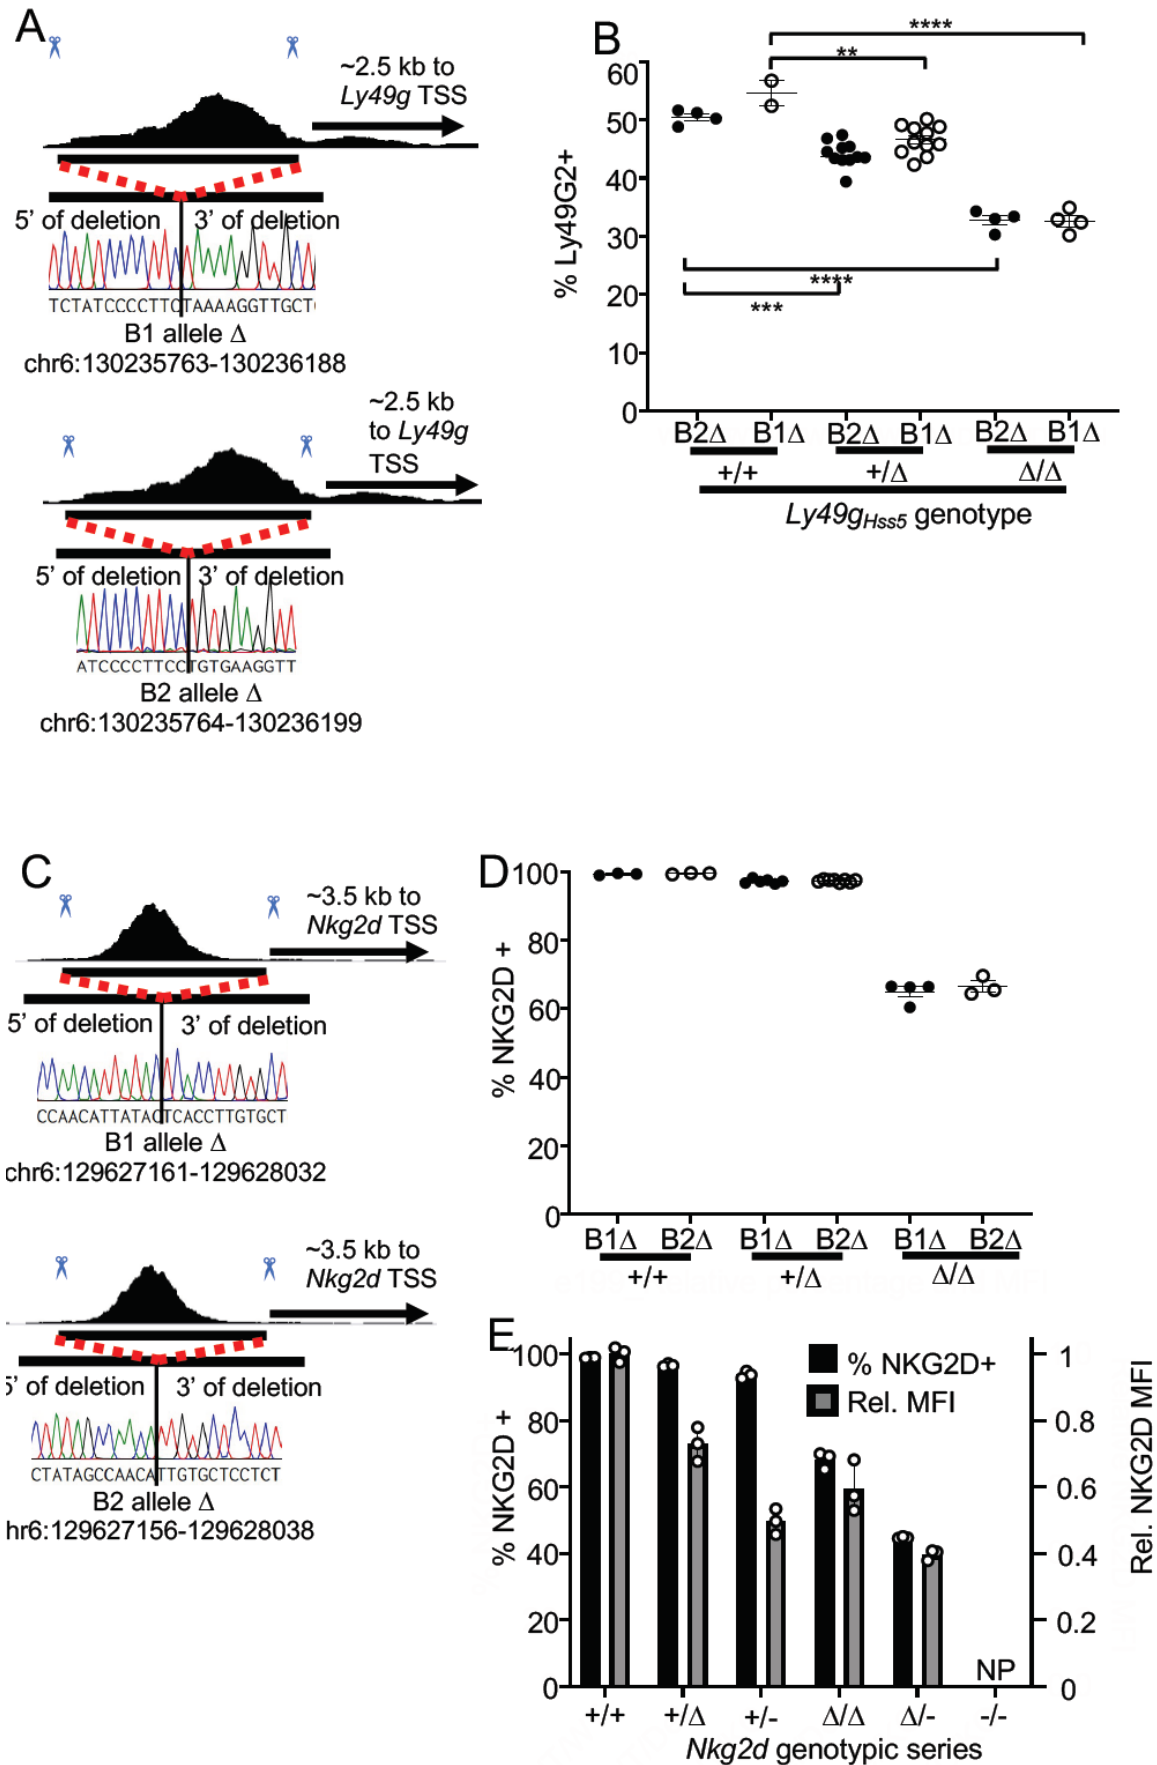 A
~2.5 kb to
Ly49g TSS
5' of deletion
3' of deletion
TCTATCCCCTTCTAAAAGGTTGCT
B1 allele Δ
chr6:130235763-130236188
~2.5 kb
to Ly49g
TSS
5' of deletion
3' of deletion
ATCCCCTTCCTGTGAAGGTT
B2 allele Δ
chr6:130235764-130236199
B
% Ly49G2+
60
50
40
30
20
10
0
****
**
****
***
B2Δ B1Δ B2Δ B1Δ B2Δ B1Δ
+/+ +/Δ Δ/Δ
Ly49gHss5 genotype
C
~3.5 kb to
Nkg2d TSS
5' of deletion
3' of deletion
CCAACATTATACTCACCTTGTGCT
B1 allele Δ
chr6:129627161-129628032
~3.5 kb to
Nkg2d TSS
5' of deletion
3' of deletion
CTATAGCCAACATTGTGCTCCTCT
B2 allele Δ
hr6:129627156-129628038
D
% NKG2D +
100
80
60
40
20
0
B1Δ B2Δ B1Δ B2Δ B1Δ B2Δ
+/+ +/Δ Δ/Δ
E
% NKG2D +
100
80
60
40
20
0
% NKG2D+
Rel. MFI
1
0.8
0.6
0.4
0.2
0
Rel. NKG2D MFI
NP
+/+ +/Δ +/- Δ/Δ Δ/- -/-
Nkg2d genotypic series